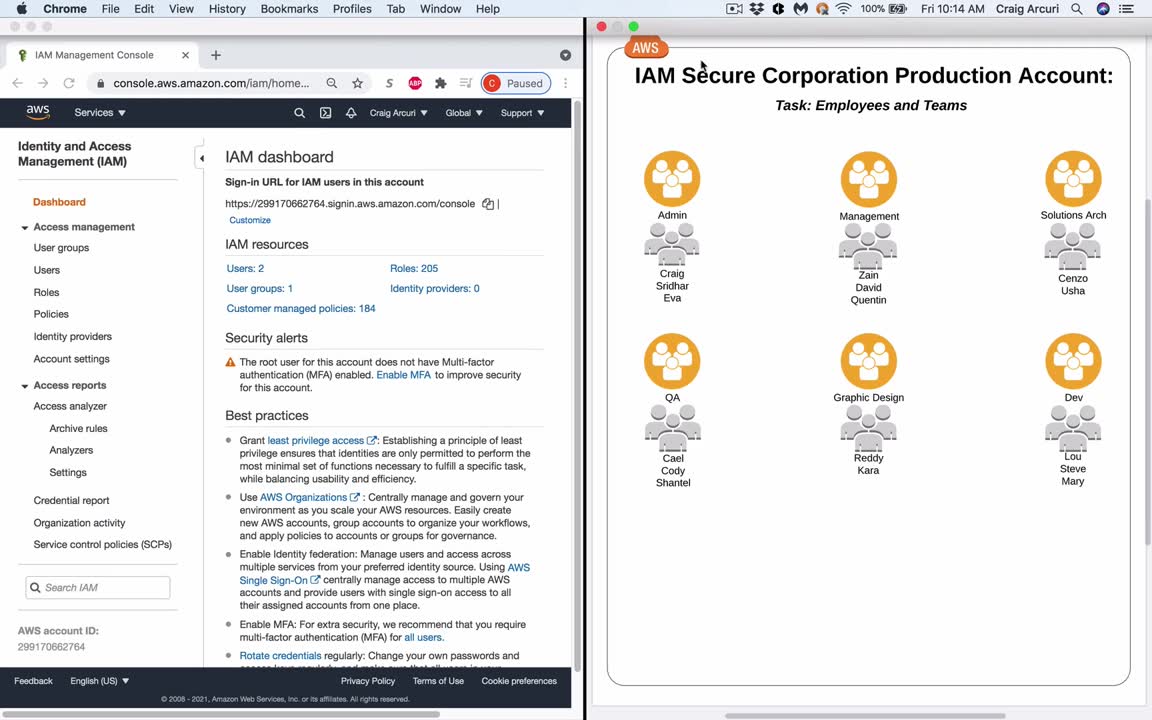 Chrome File Edit View History Bookmarks Profiles Tab Window Help
100% Fri 10:14 AM Craig Arcuri
IAM Management Console
console.aws.amazon.com/iam/home...
S
ABP
C Paused
aws
Services
Craig Arcuri
Global
Support
Identity and Access
Management (IAM)
Dashboard
Access management
User groups
Users
Roles
Policies
Identity providers
Account settings
Access reports
Access analyzer
Archive rules
Analyzers
Settings
Credential report
Organization activity
Service control policies (SCPs)
Search IAM
AWS account ID:
299170662764
IAM dashboard
Sign-in URL for IAM users in this account
https://299170662764.signin.aws.amazon.com/console |
Customize
IAM resources
Users: 2
Roles: 205
User groups: 1
Identity providers: 0
Customer managed policies: 184
Security alerts
The root user for this account does not have Multi-factor
authentication (MFA) enabled. Enable MFA to improve security
for this account.
Best practices
Grant least privilege access : Establishing a principle of least
privilege ensures that identities are only permitted to perform the
most minimal set of functions necessary to fulfill a specific task,
while balancing usability and efficiency.
Use AWS Organizations : Centrally manage and govern your
environment as you scale your AWS resources. Easily create
new AWS accounts, group accounts to organize your workflows,
and apply policies to accounts or groups for governance.
Enable Identity federation: Manage users and access across
multiple services from your preferred identity source. Using AWS
Single Sign-On centrally manage access to multiple AWS
accounts and provide users with single sign-on access to all
their assigned accounts from one place.
Enable MFA: For extra security, we recommend that you require
multi-factor authentication (MFA) for all users.
Rotate credentials regularly: Change your own passwords and
Feedback
English (US)
Privacy Policy
Terms of Use
Cookie preferences
© 2008 - 2021, Amazon Web Services, Inc. or its affiliates. All rights reserved.
AWS
IAM Secure Corporation Production Account:
Task: Employees and Teams
Admin
Craig
Sridhar
Eva
Management
Zain
David
Quentin
Solutions Arch
Cenzo
Usha
QA
Cael
Cody
Shantel
Graphic Design
Reddy
Kara
Dev
Lou
Steve
Mary